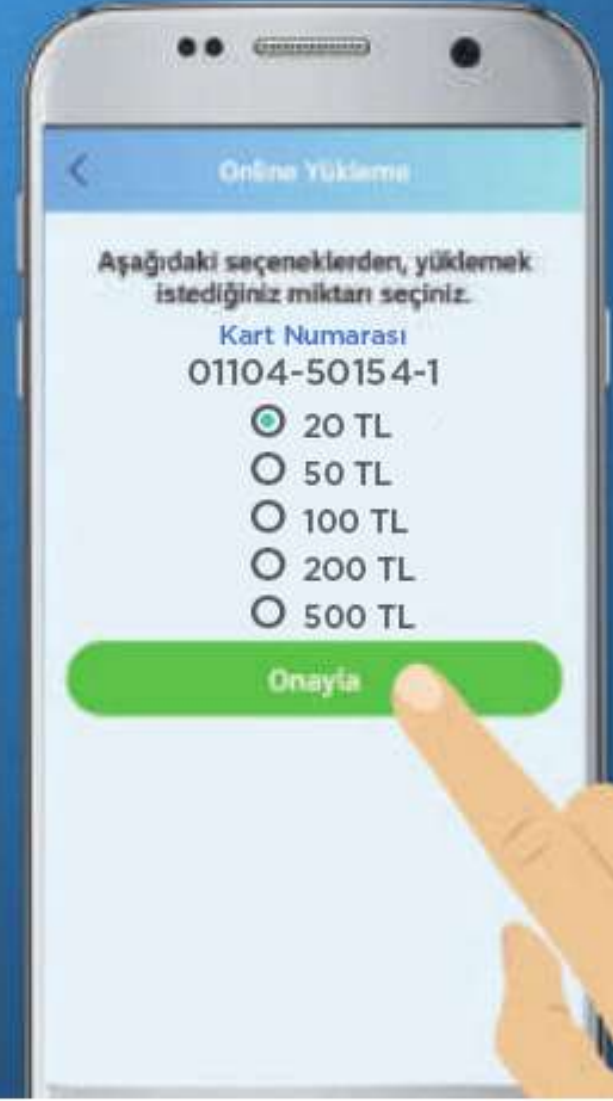 Online Yükleme
Aşağıdaki seçeneklerden, yüklemek
istediğiniz miktarı seçiniz.
Kart Numarası
01104-50154-1
20 TL
50 TL
100 TL
200 TL
500 TL
Onayla